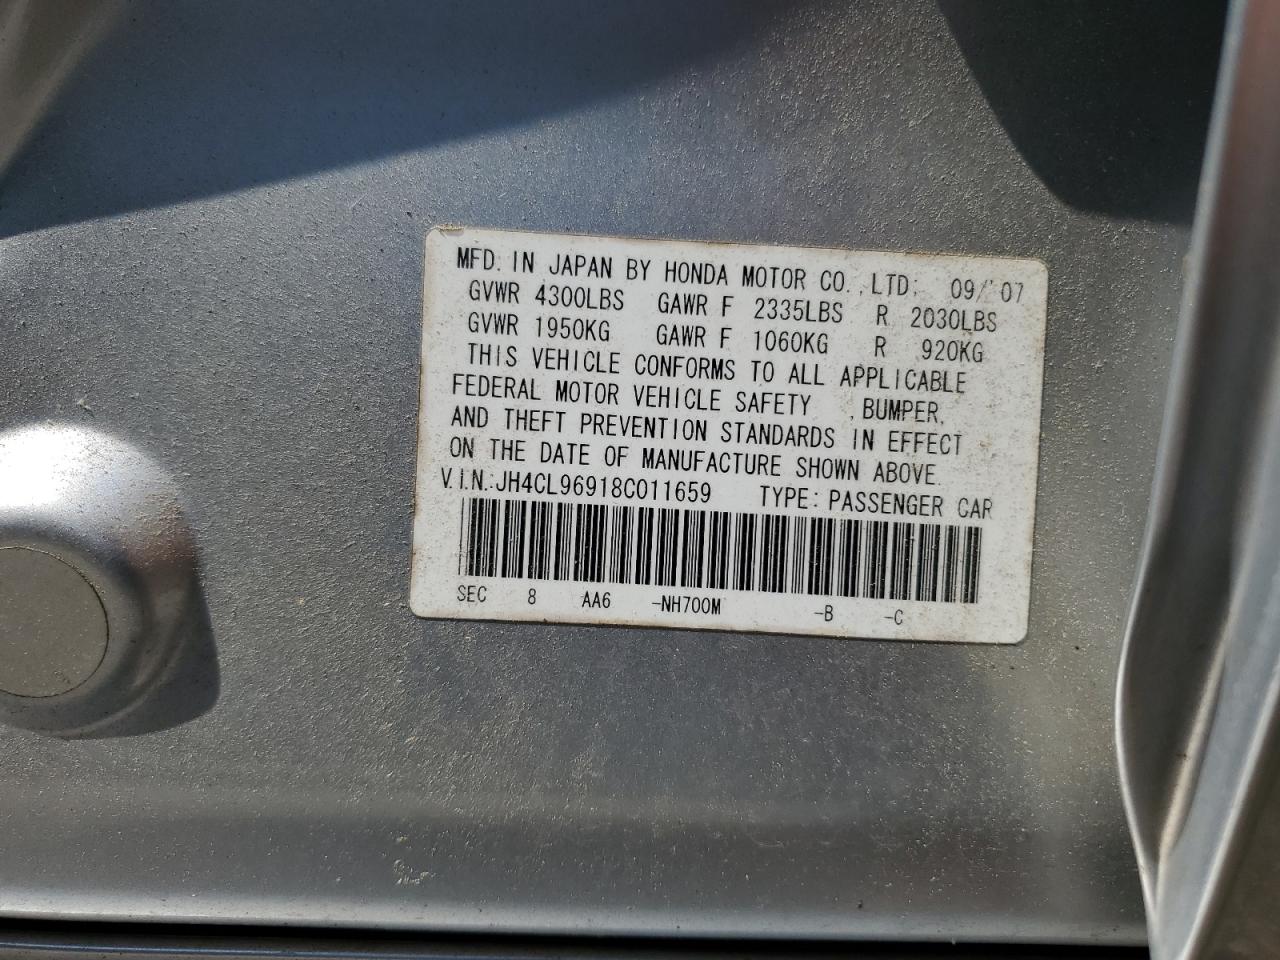 MFD. IN JAPAN BY HONDA MOTOR CO., LTD. 09/'07
GVWR 4300LBS GAWR F 2335LBS R 2030LBS
GVWR 1950KG GAWR F 1060KG R 920KG
THIS VEHICLE CONFORMS TO ALL APPLICABLE
FEDERAL MOTOR VEHICLE SAFETY , BUMPER,
AND THEFT PREVENTION STANDARDS IN EFFECT
ON THE DATE OF MANUFACTURE SHOWN ABOVE.
V.I.N.:JH4CL96918C011659 TYPE: PASSENGER CAR
SEC 8 AA6 -NH700M -B -C